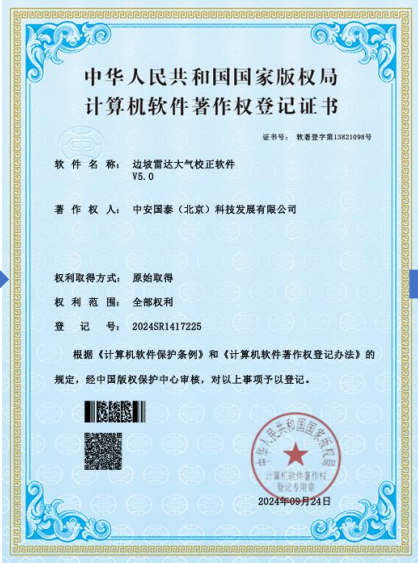 中华人民共和国国家版权局
计算机软件著作权登记证书
证书号： 软著登字第13821098号
软 件 名 称： 边坡雷达大气校正软件
V5.0
著 作 权 人： 中安国泰（北京）科技发展有限公司
权利取得方式： 原始取得
权 利 范 围： 全部权利
登 记 号： 2024SR1417225
根据《计算机软件保护条例》和《计算机软件著作权登记办法》的
规定，经中国版权保护中心审核，对以上事项予以登记。
中华人民共和国国家版权局
计算机软件著作权
登记专用章
2024年09月24日